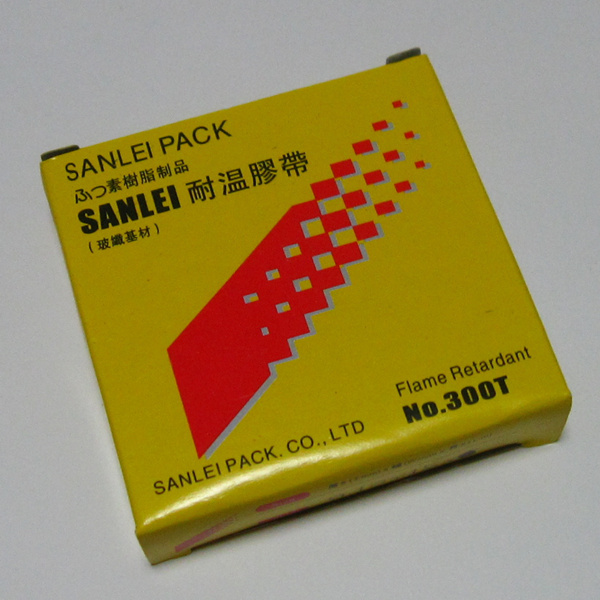 SANLEI PACK
ふっ素樹脂制品
SANLEI 耐温膠帶
(玻纖基材)
Flame Retardant
No.300T
SANLEI PACK. CO., LTD